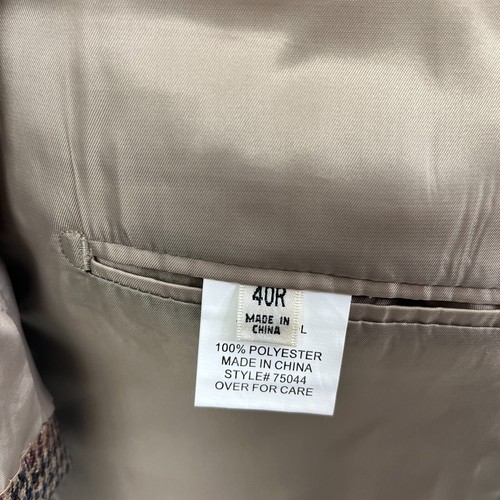 40R
MADE IN
CHINA
L
100% POLYESTER
MADE IN CHINA
STYLE# 75044
OVER FOR CARE